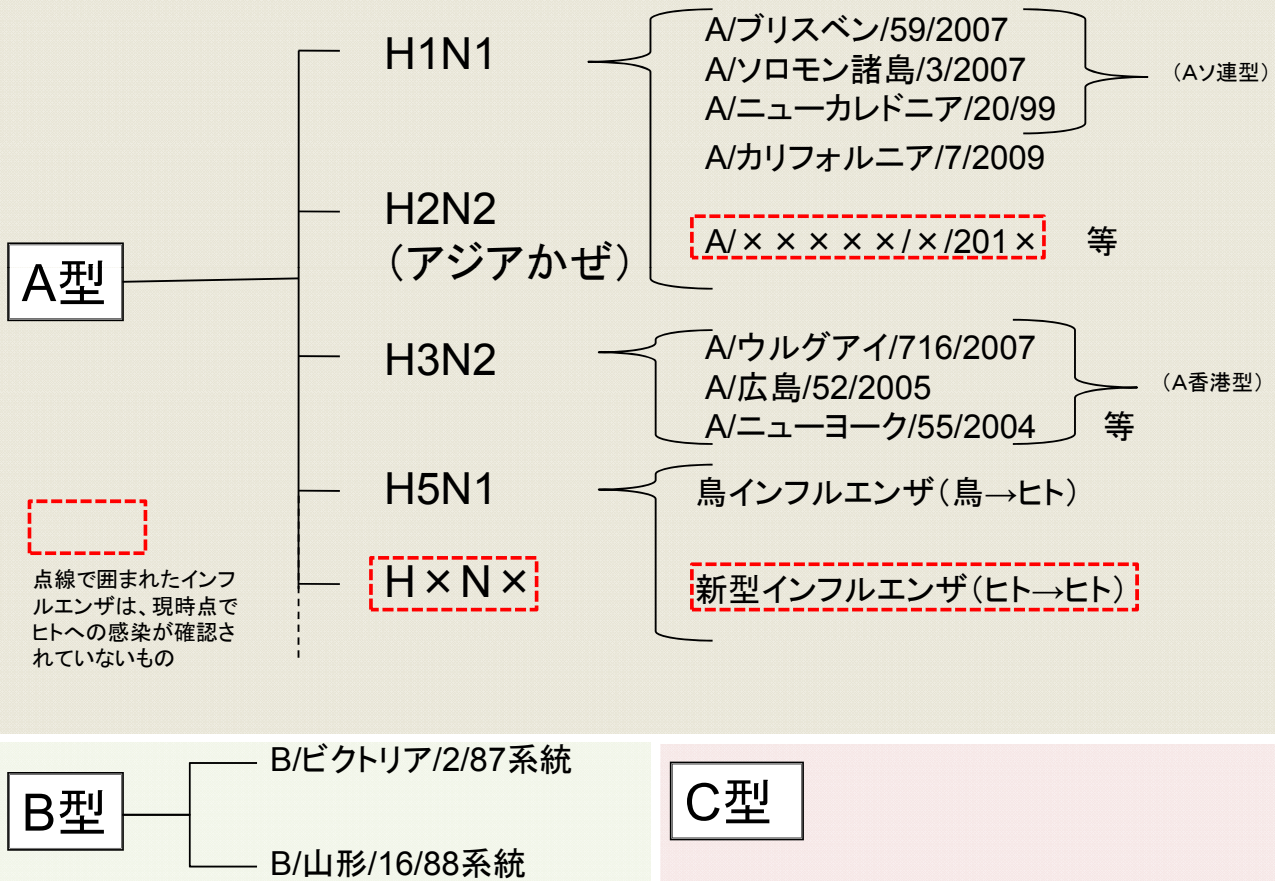 A型
H1N1
A/ブリスベン/59/2007
A/ソロモン諸島/3/2007
A/ニューカレドニア/20/99
（Aソ連型）
A/カリフォルニア/7/2009
A/×××××/×/201×　等
H2N2
（アジアかぜ）
H3N2
A/ウルグアイ/716/2007
A/広島/52/2005
A/ニューヨーク/55/2004　等
（A香港型）
H5N1
鳥インフルエンザ（鳥→ヒト）
新型インフルエンザ（ヒト→ヒト）
H×N×
点線で囲まれたインフ
ルエンザは、現時点で
ヒトへの感染が確認さ
れていないもの
B型
B/ビクトリア/2/87系統
B/山形/16/88系統
C型